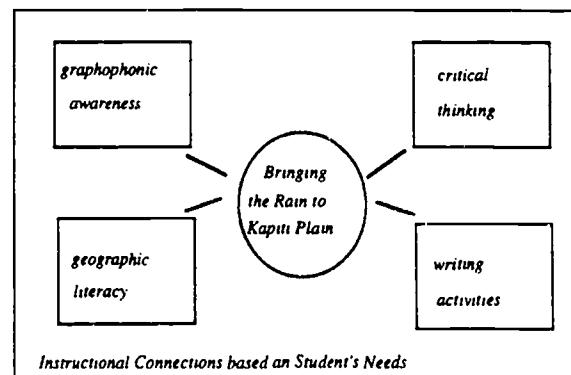 graphophonic
awareness
critical
thinking
Bringing
the Rain to
Kapiti Plain
geographic
literacy
writing
activities
Instructional Connections based an Student's Needs